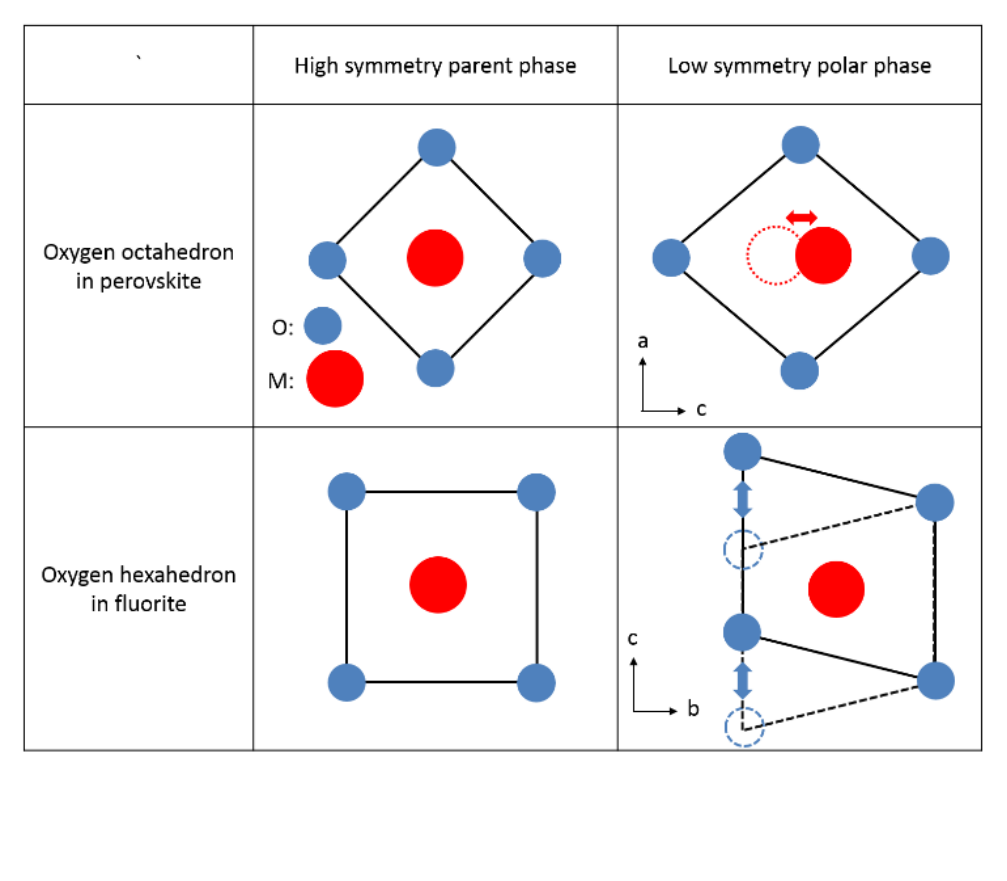 `
High symmetry parent phase
Low symmetry polar phase
Oxygen octahedron
in perovskite
O:
M:
a
c
Oxygen hexahedron
in fluorite
c
b